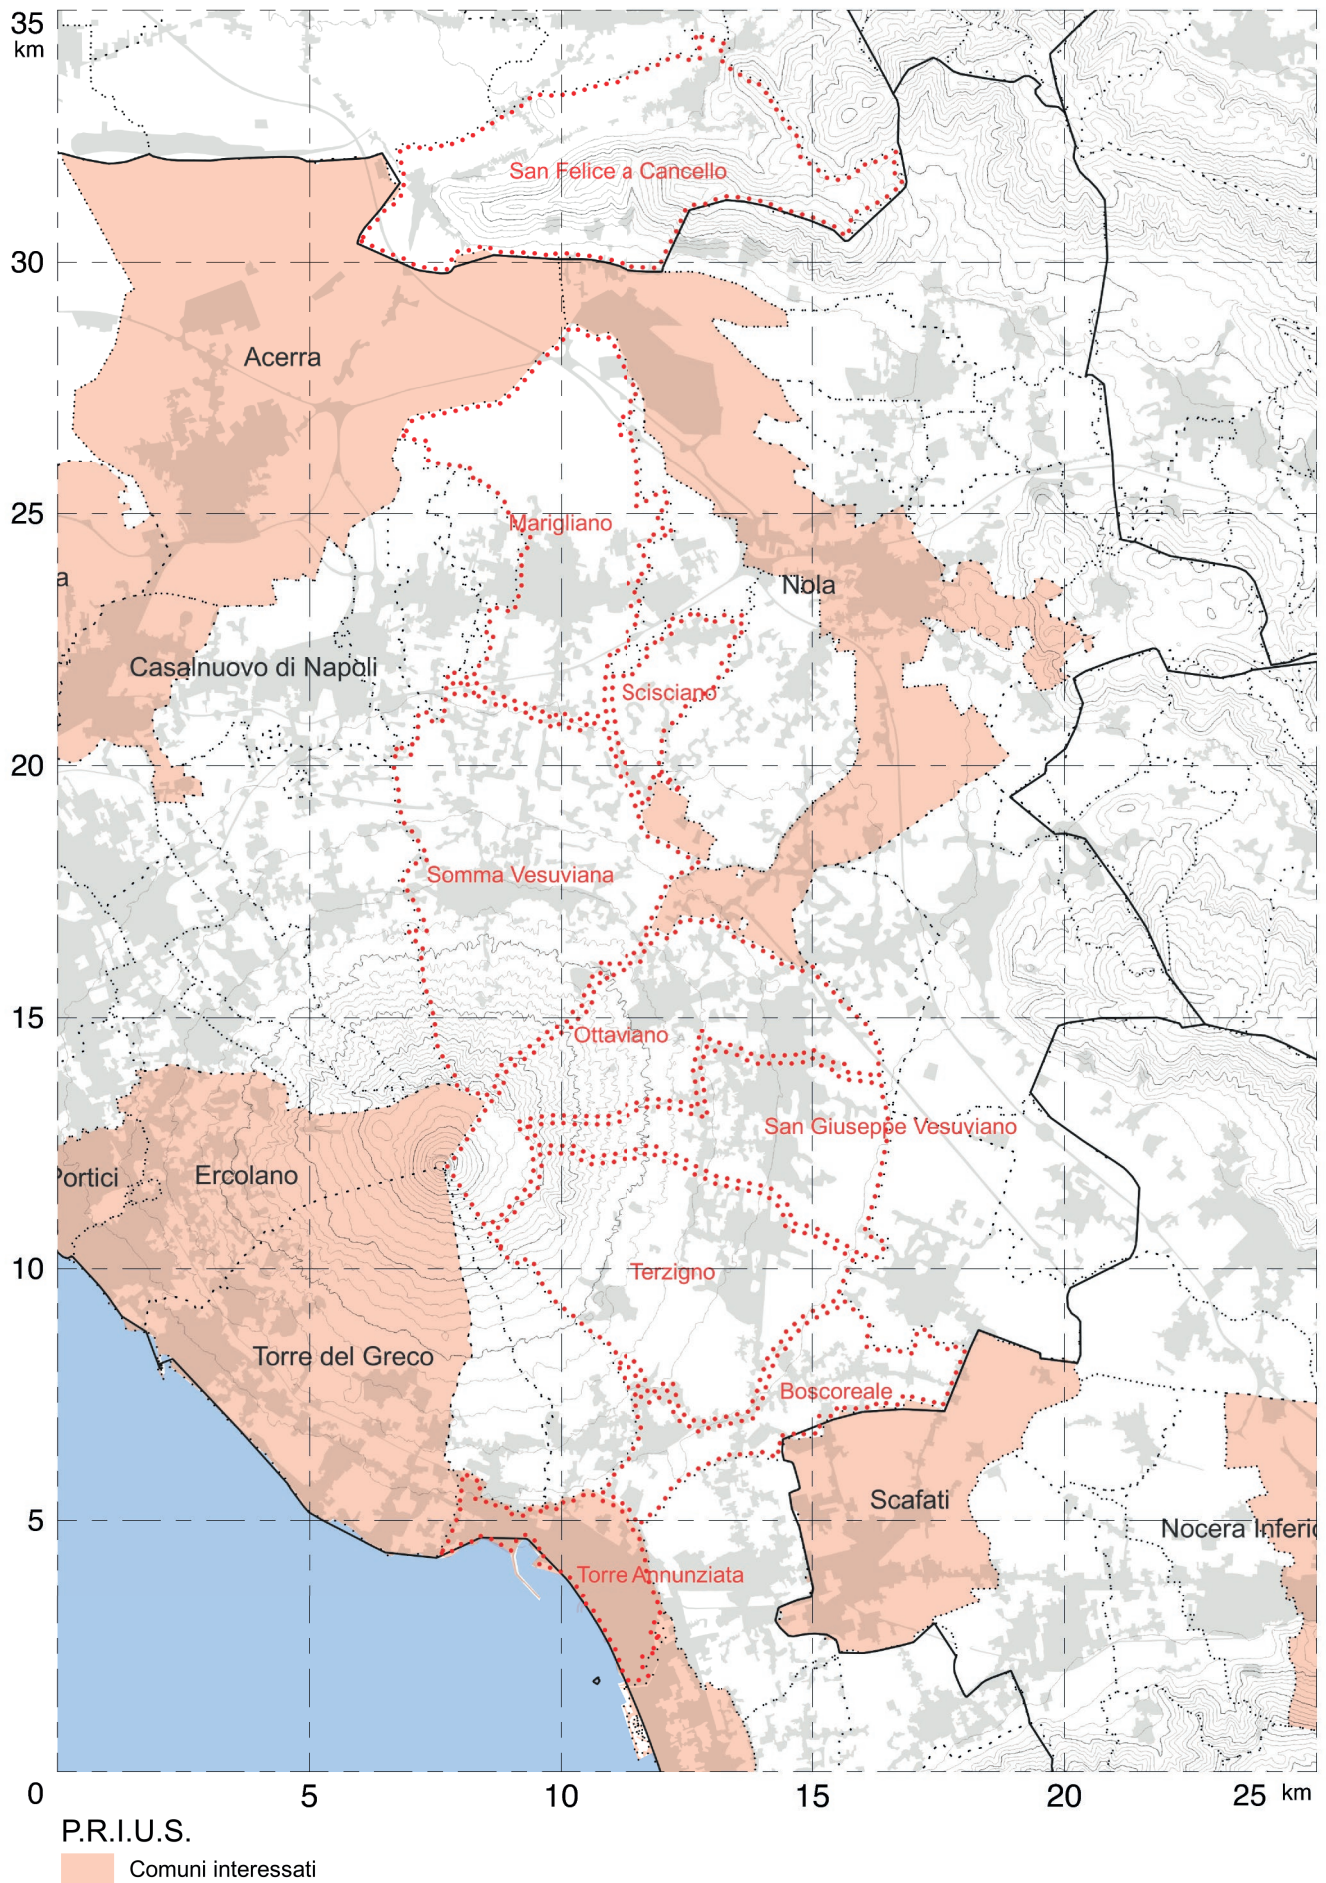 35
km
San Felice a Cancello
30
Acerra
25
Marigliano
a
Nola
Casalnuovo di Napoli
Scisciano
20
Somma Vesuviana
15
Ottaviano
San Giuseppe Vesuviano
Portici
Ercolano
10
Terzigno
Torre del Greco
Boscoreale
Scafati
5
Nocera Inferio
Torre Annunziata
0
5
10
15
20
25 km
P.R.I.U.S.
Comuni interessati